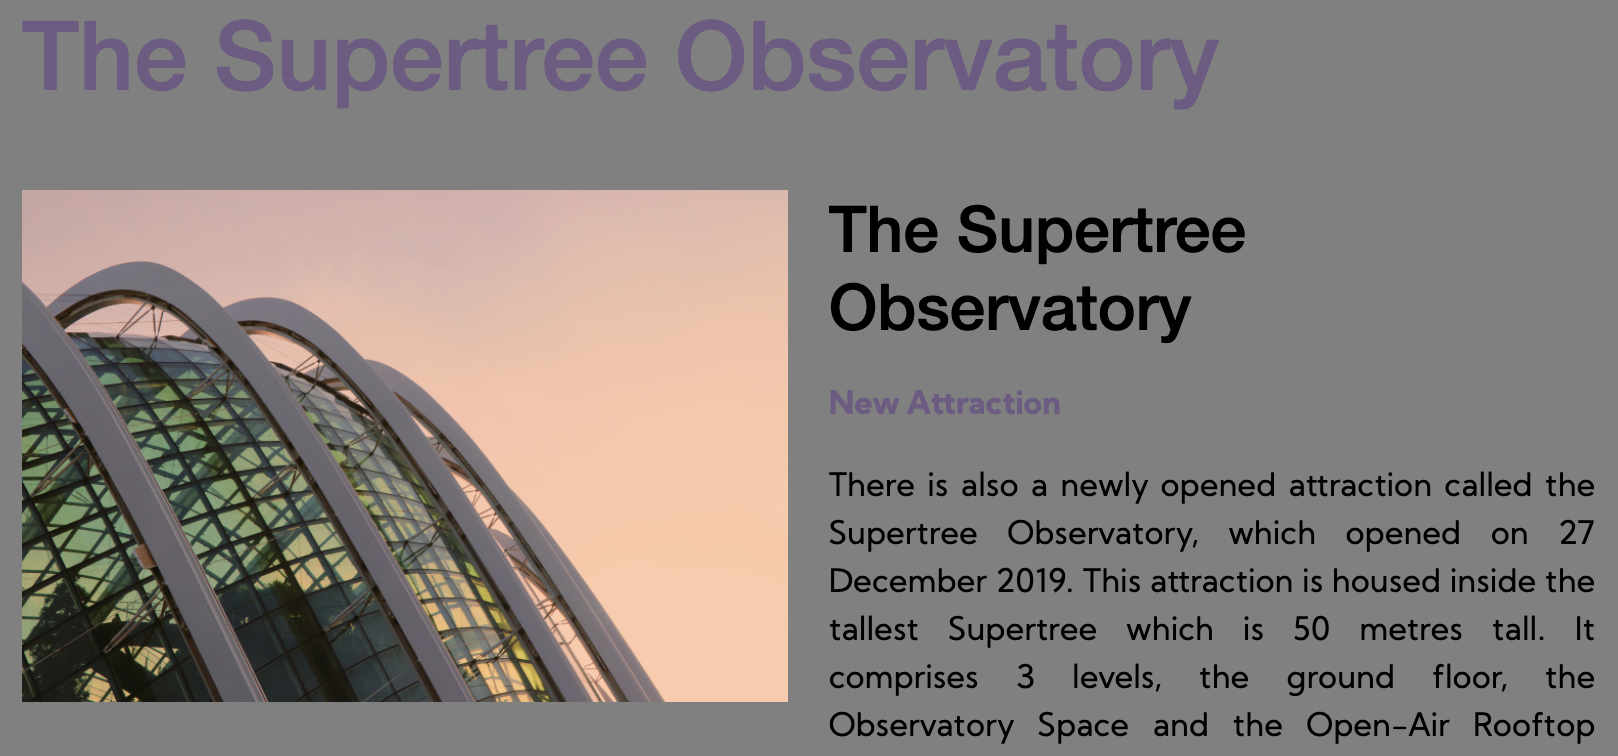 The Supertree Observatory
The Supertree
Observatory
New Attraction
There is also a newly opened attraction called the
Supertree Observatory, which opened on 27
December 2019. This attraction is housed inside the
tallest Supertree which is 50 metres tall. It
comprises 3 levels, the ground floor, the
Observatory Space and the Open-Air Rooftop